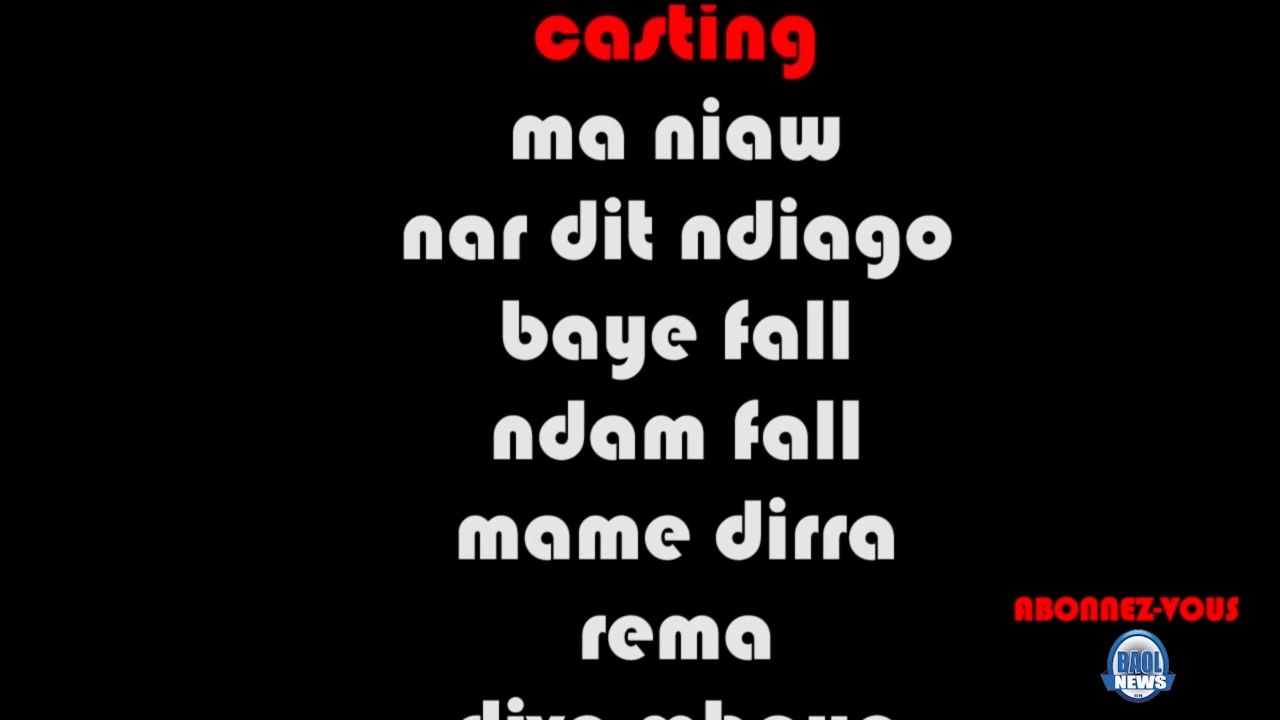 casting
ma niaw
nar dit ndiago
baye fall
ndam fall
mame dirra
rema
ABONNEZ-VOUS
BAOL
NEWS